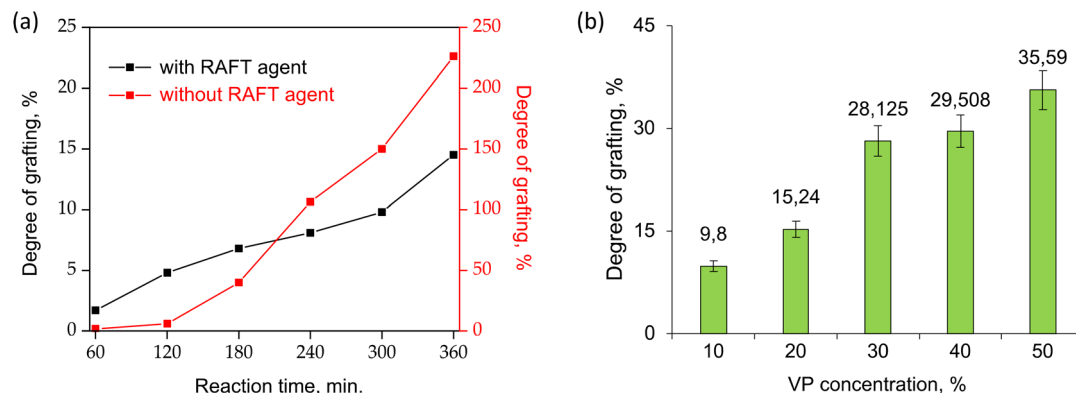 (a)
25
20
15
10
5
0
Degree of grafting, %
with RAFT agent
without RAFT agent
250
200
150
100
50
0
Degree of grafting, %
60 120 180 240 300 360
Reaction time, min.
(b)
45
30
15
0
Degree of grafting, %
9,8
15,24
28,125
29,508
35,59
10 20 30 40 50
VP concentration, %